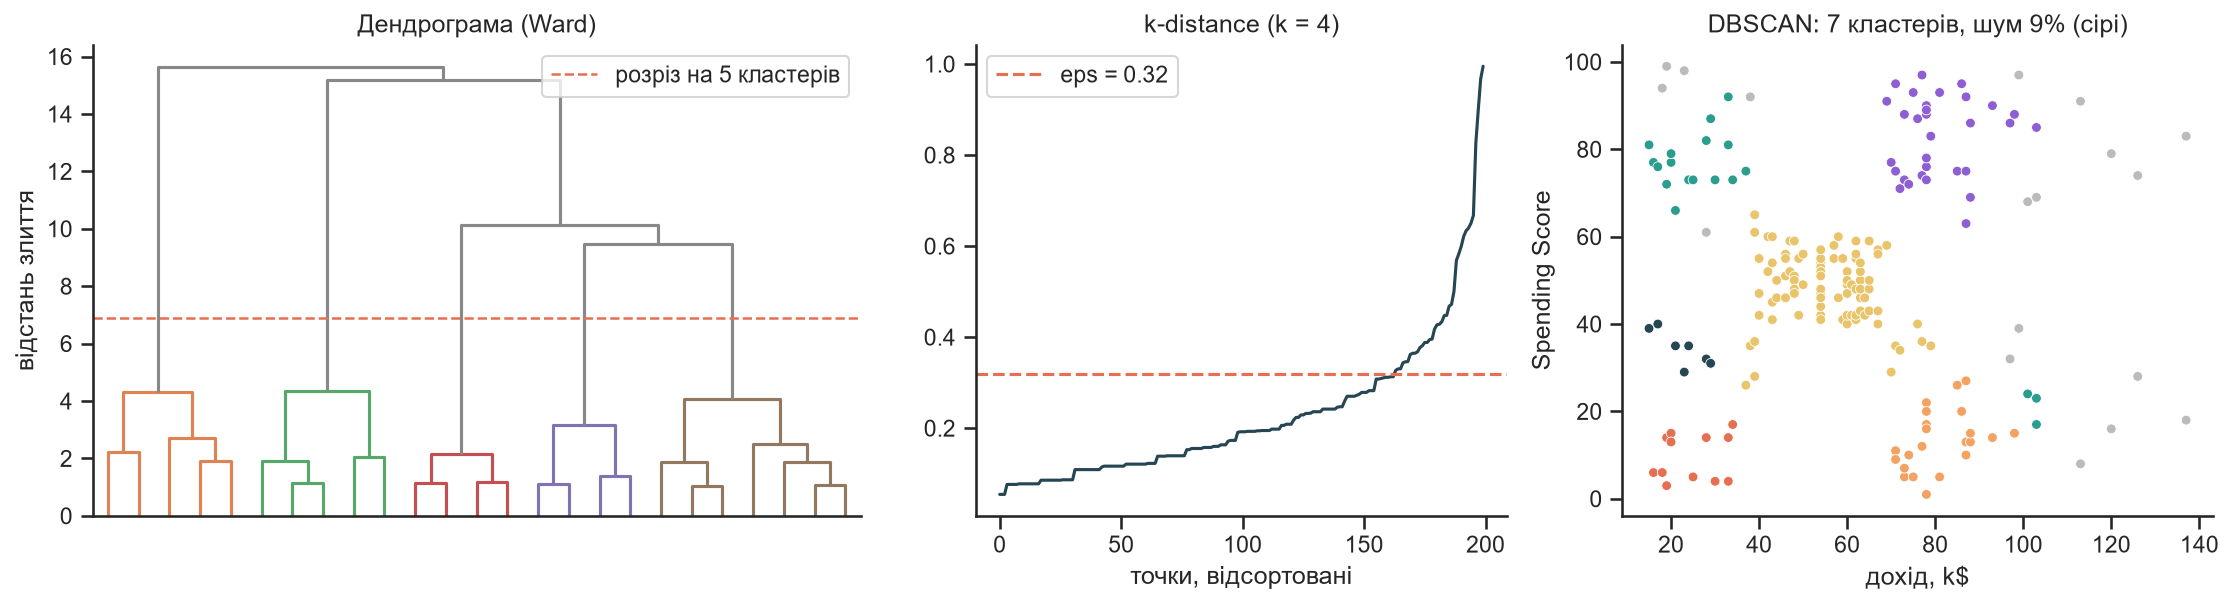 Дендрограма (Ward)
відстань злиття
16
14
12
10
8
6
4
2
0
розріз на 5 кластерів
k-distance (k = 4)
1.0
0.8
0.6
0.4
0.2
eps = 0.32
0 50 100 150 200
точки, відсортовані
DBSCAN: 7 кластерів, шум 9% (сірі)
Spending Score
100
80
60
40
20
0
20 40 60 80 100 120 140
дохід, k$